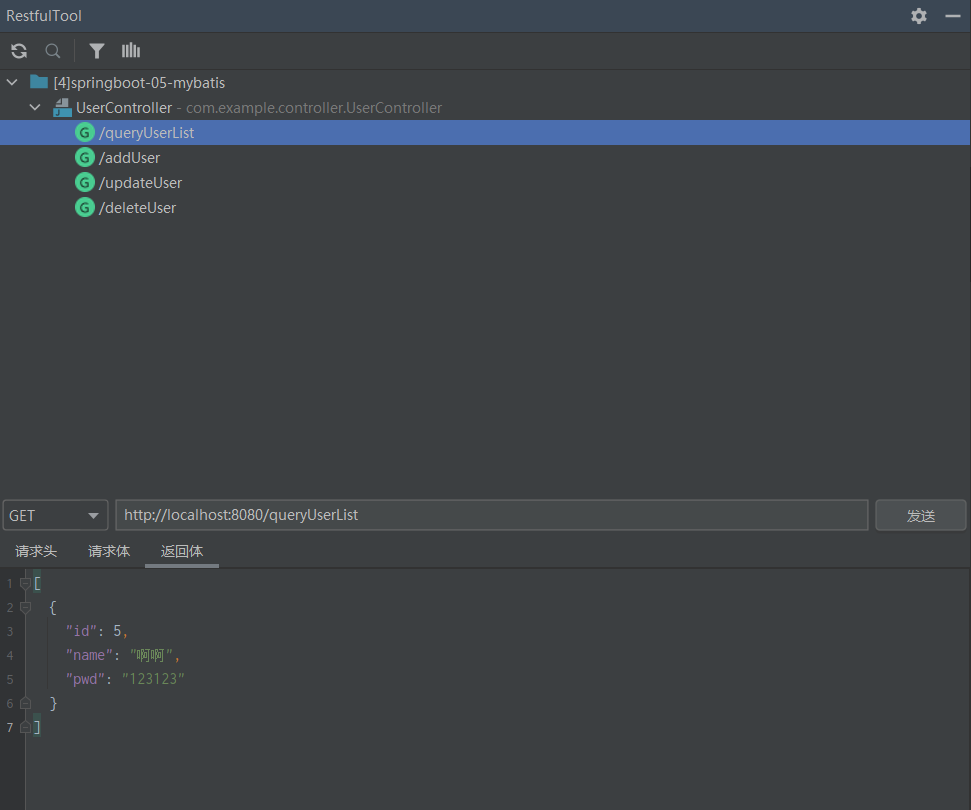 RestfulTool
[4]springboot-05-mybatis
UserController - com.example.controller.UserController
G /queryUserList
G /addUser
G /updateUser
G /deleteUser
GET http://localhost:8080/queryUserList 发送
请求头 请求体 返回体
1 [
2 {
3 "id": 5,
4 "name": "啊啊",
5 "pwd": "123123"
6 }
7 ]